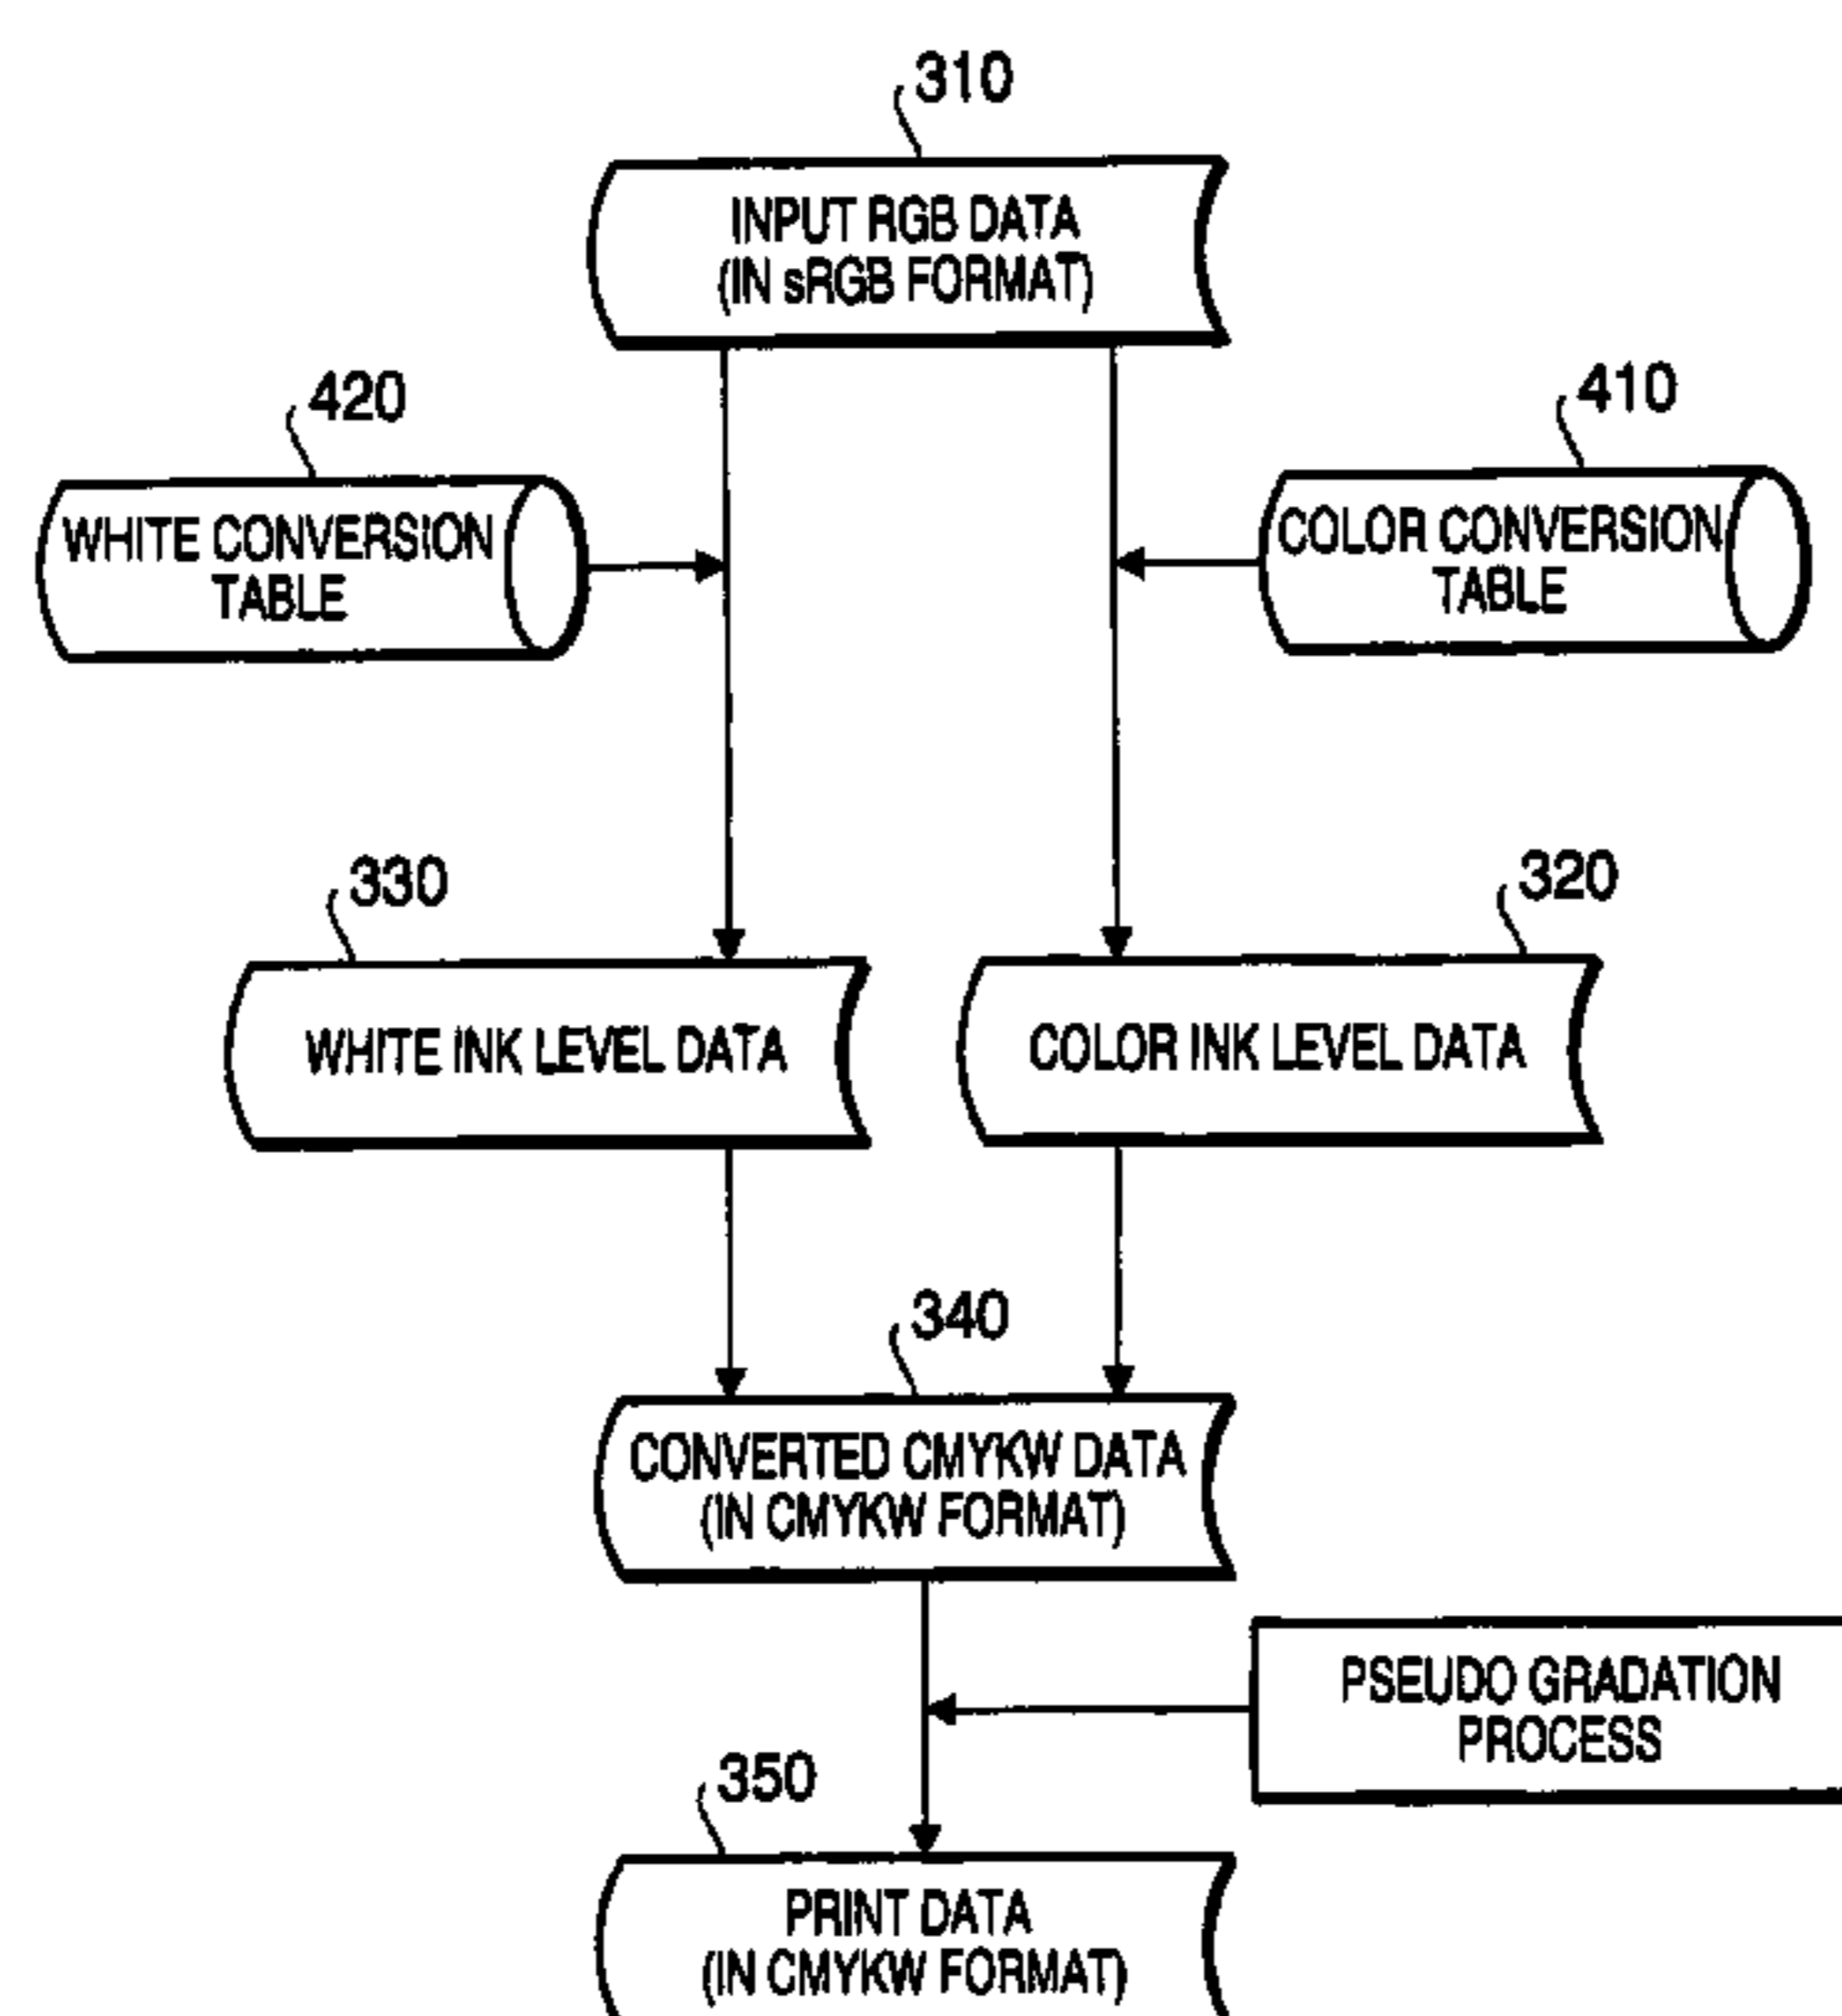 310
INPUT RGB DATA
(IN sRGB FORMAT)
420
410
WHITE CONVERSION
TABLE
COLOR CONVERSION
TABLE
330
320
WHITE INK LEVEL DATA
COLOR INK LEVEL DATA
340
CONVERTED CMYKW DATA
(IN CMYKW FORMAT)
PSEUDO GRADATION
PROCESS
350
PRINT DATA
(IN CMYKW FORMAT)